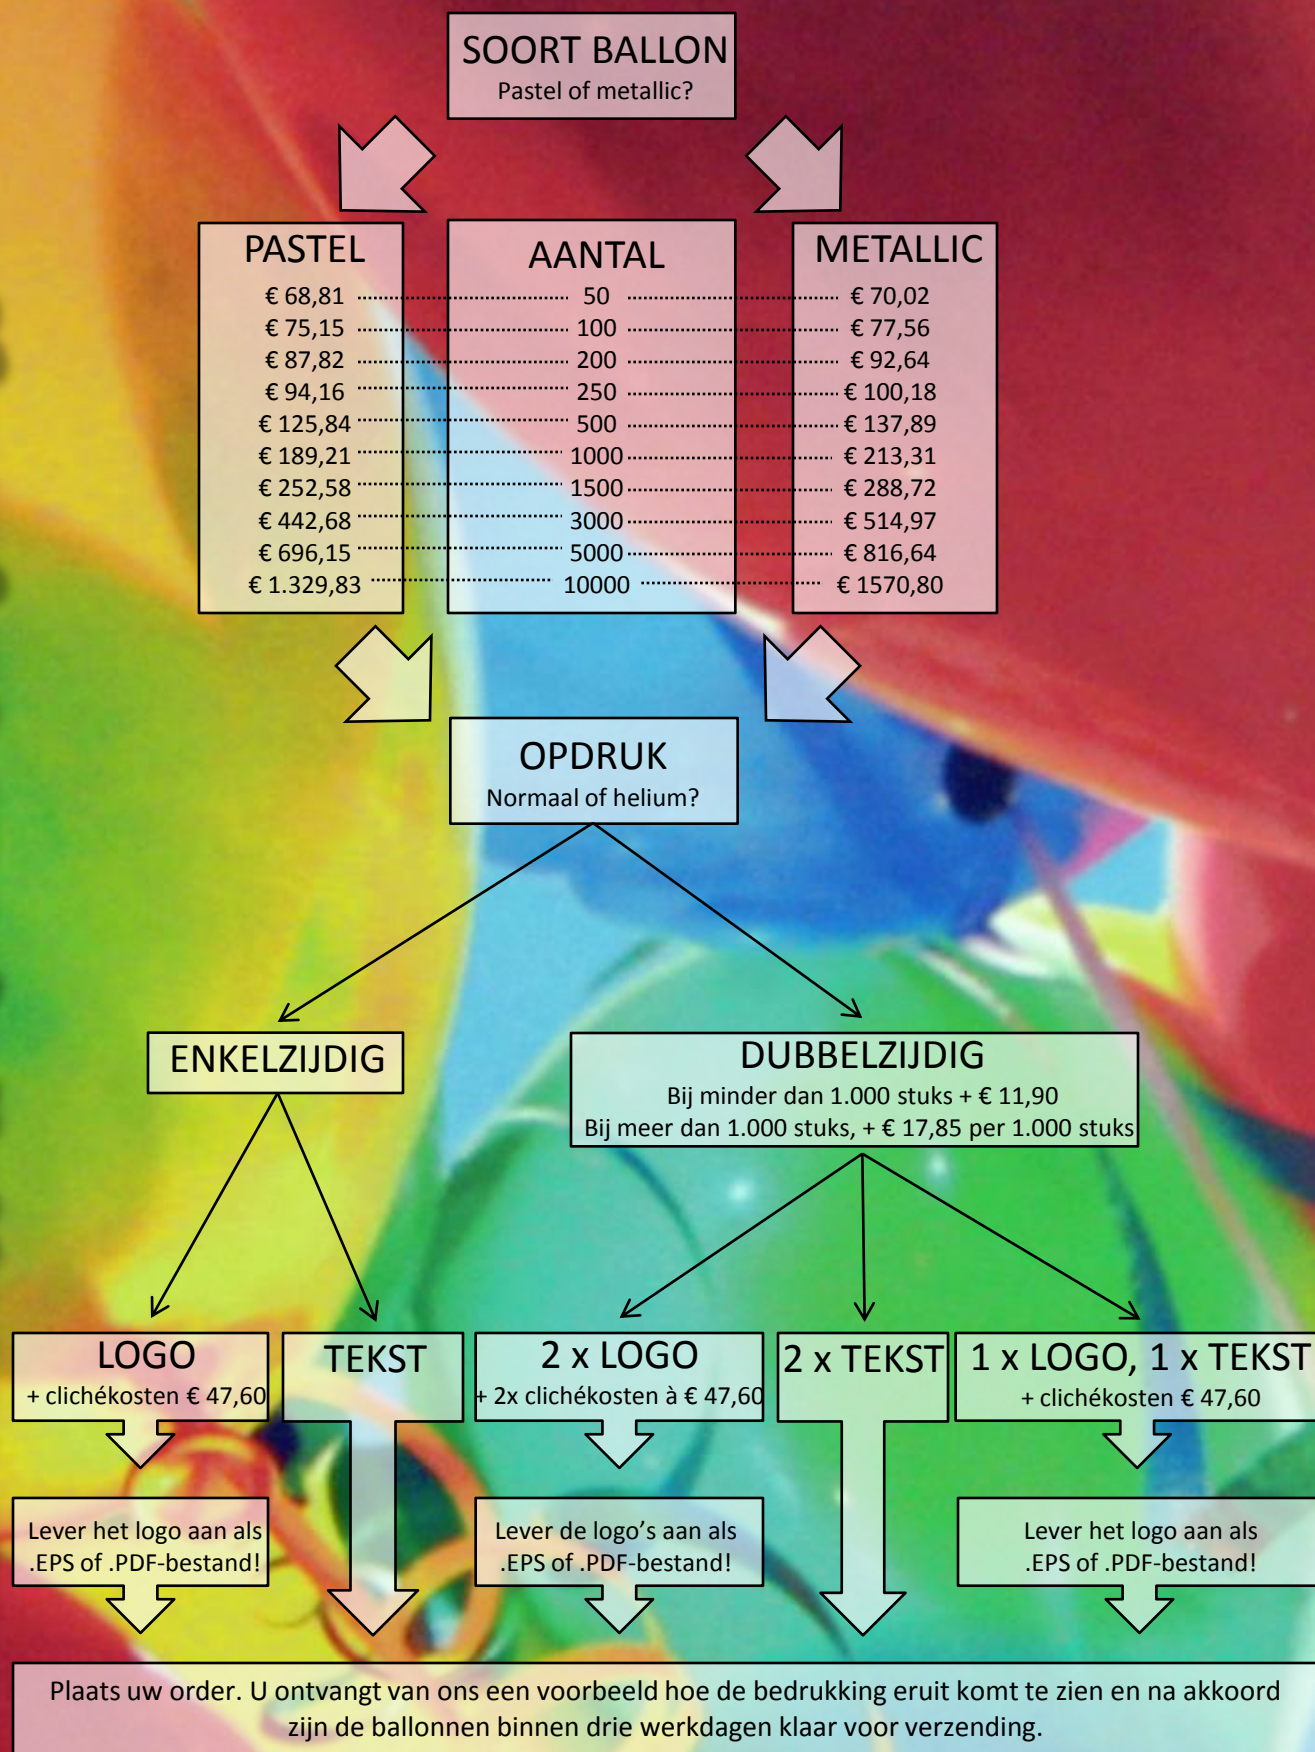 SOORT BALLON
Pastel of metallic?
PASTEL AANTAL METALLIC
€ 68,81 50 € 70,02
€ 75,15 100 € 77,56
€ 87,82 200 € 92,64
€ 94,16 250 € 100,18
€ 125,84 500 € 137,89
€ 189,21 1000 € 213,31
€ 252,58 1500 € 288,72
€ 442,68 3000 € 514,97
€ 696,15 5000 € 816,64
€ 1.329,83 10000 € 1570,80
OPDRUK
Normaal of helium?
ENKELZIJDIG
DUBBELZIJDIG
Bij minder dan 1.000 stuks + € 11,90
Bij meer dan 1.000 stuks, + € 17,85 per 1.000 stuks
LOGO
+ clichékosten € 47,60
TEKST
2 x LOGO
+ 2x clichékosten à € 47,60
2 x TEKST
1 x LOGO, 1 x TEKST
+ clichékosten € 47,60
Lever het logo aan als
.EPS of .PDF-bestand!
Lever de logo’s aan als
.EPS of .PDF-bestand!
Lever het logo aan als
.EPS of .PDF-bestand!
Plaats uw order. U ontvangt van ons een voorbeeld hoe de bedrukking eruit komt te zien en na akkoord
zijn de ballonnen binnen drie werkdagen klaar voor verzending.